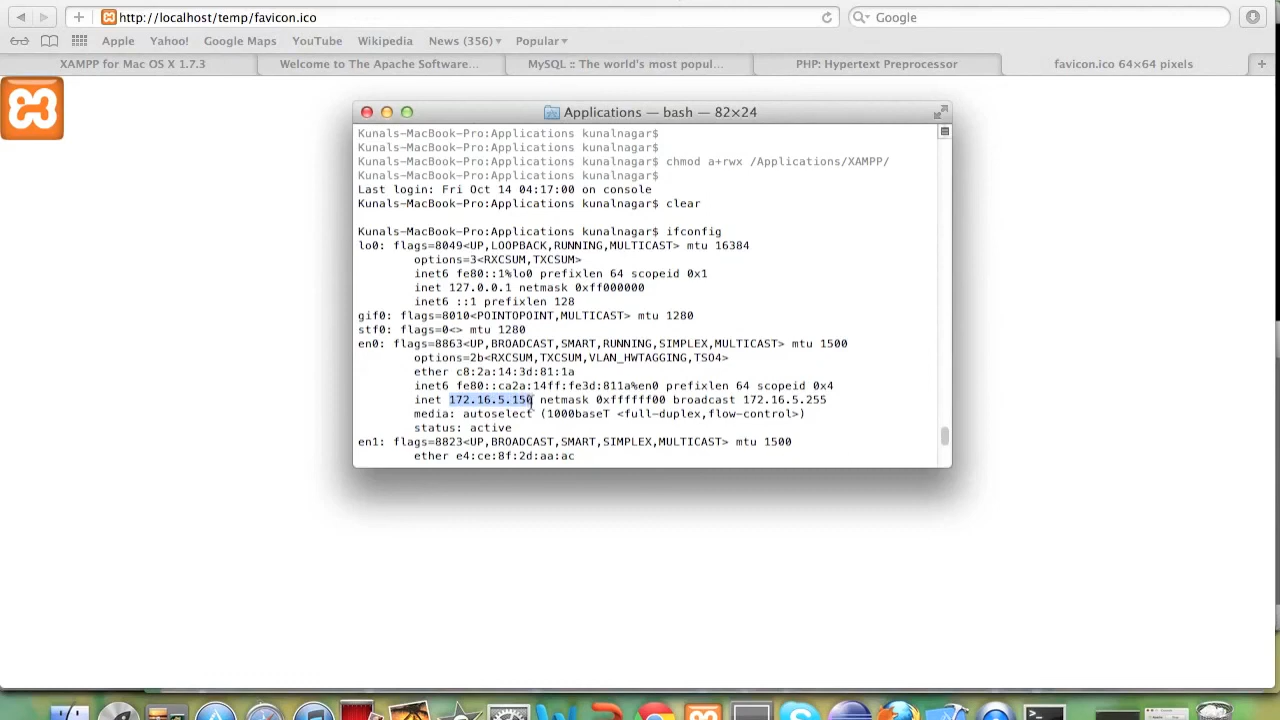 http://localhost/temp/favicon.ico
Google
Apple Yahoo! Google Maps YouTube Wikipedia News (356) Popular
XAMPP for Mac OS X 1.7.3
Welcome to The Apache Software...
MySQL :: The world's most popul...
PHP: Hypertext Preprocessor
favicon.ico 64×64 pixels
Applications — bash — 82×24
Kunals-MacBook-Pro:Applications kunalnagar$
Kunals-MacBook-Pro:Applications kunalnagar$
Kunals-MacBook-Pro:Applications kunalnagar$ chmod a+rwx /Applications/XAMPP/
Kunals-MacBook-Pro:Applications kunalnagar$
Last login: Fri Oct 14 04:17:00 on console
Kunals-MacBook-Pro:Applications kunalnagar$ clear
Kunals-MacBook-Pro:Applications kunalnagar$ ifconfig
lo0: flags=8049<UP,LOOPBACK,RUNNING,MULTICAST> mtu 16384
options=3<RXCSUM,TXCSUM>
inet6 fe80::1%lo0 prefixlen 64 scopeid 0x1
inet 127.0.0.1 netmask 0xff000000
inet6 ::1 prefixlen 128
gif0: flags=8010<POINTOPOINT,MULTICAST> mtu 1280
stf0: flags=0<> mtu 1280
en0: flags=8863<UP,BROADCAST,SMART,RUNNING,SIMPLEX,MULTICAST> mtu 1500
options=2b<RXCSUM,TXCSUM,VLAN_HWTAGGING,TSO4>
ether c8:2a:14:3d:81:1a
inet6 fe80::ca2a:14ff:fe3d:811a%en0 prefixlen 64 scopeid 0x4
inet 172.16.5.150 netmask 0xffffff00 broadcast 172.16.5.255
media: autoselect (1000baseT <full-duplex,flow-control>)
status: active
en1: flags=8823<UP,BROADCAST,SMART,SIMPLEX,MULTICAST> mtu 1500
ether e4:ce:8f:2d:aa:ac